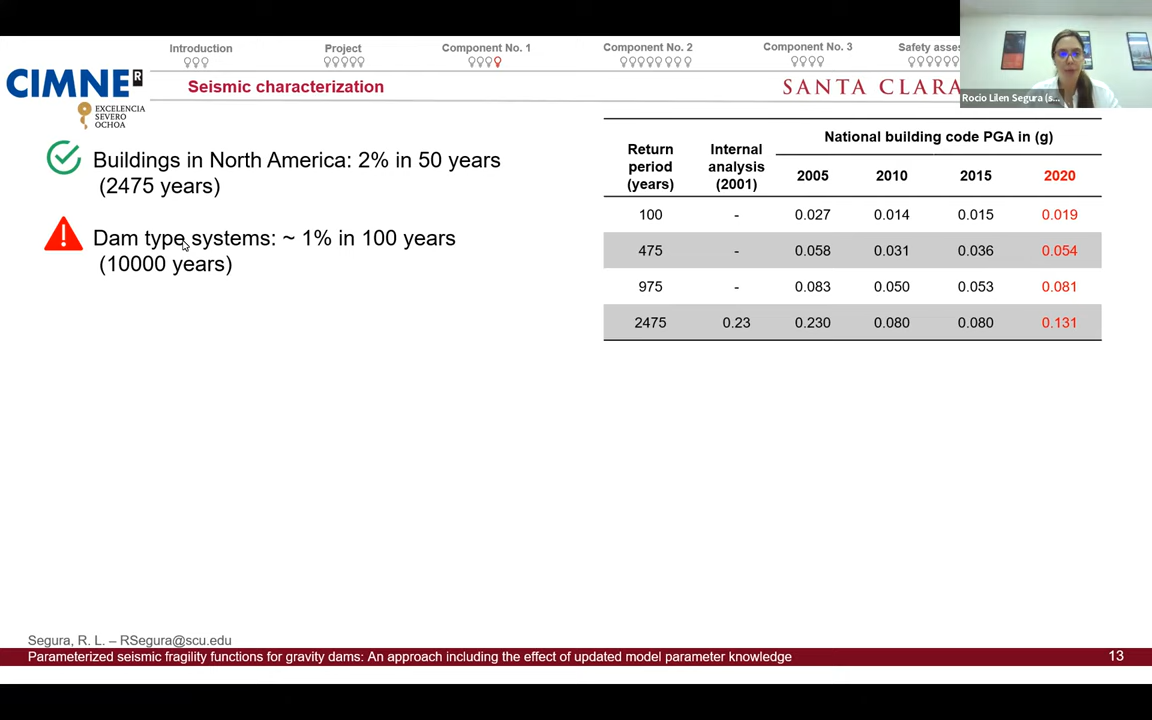 Introduction Project Component No. 1 Component No. 2 Component No. 3 Safety asses
CIMNE R
EXCELENCIA
SEVERO
OCHOA
Seismic characterization
SANTA CLARA
Rocio Lilen Segura (s...
Buildings in North America: 2% in 50 years
(2475 years)
Dam type systems: ~ 1% in 100 years
(10000 years)
Return period (years) Internal analysis (2001) National building code PGA in (g)
2005 2010 2015 2020
100 - 0.027 0.014 0.015 0.019
475 - 0.058 0.031 0.036 0.054
975 - 0.083 0.050 0.053 0.081
2475 0.23 0.230 0.080 0.080 0.131
Segura, R. L. – RSegura@scu.edu
Parameterized seismic fragility functions for gravity dams: An approach including the effect of updated model parameter knowledge 13